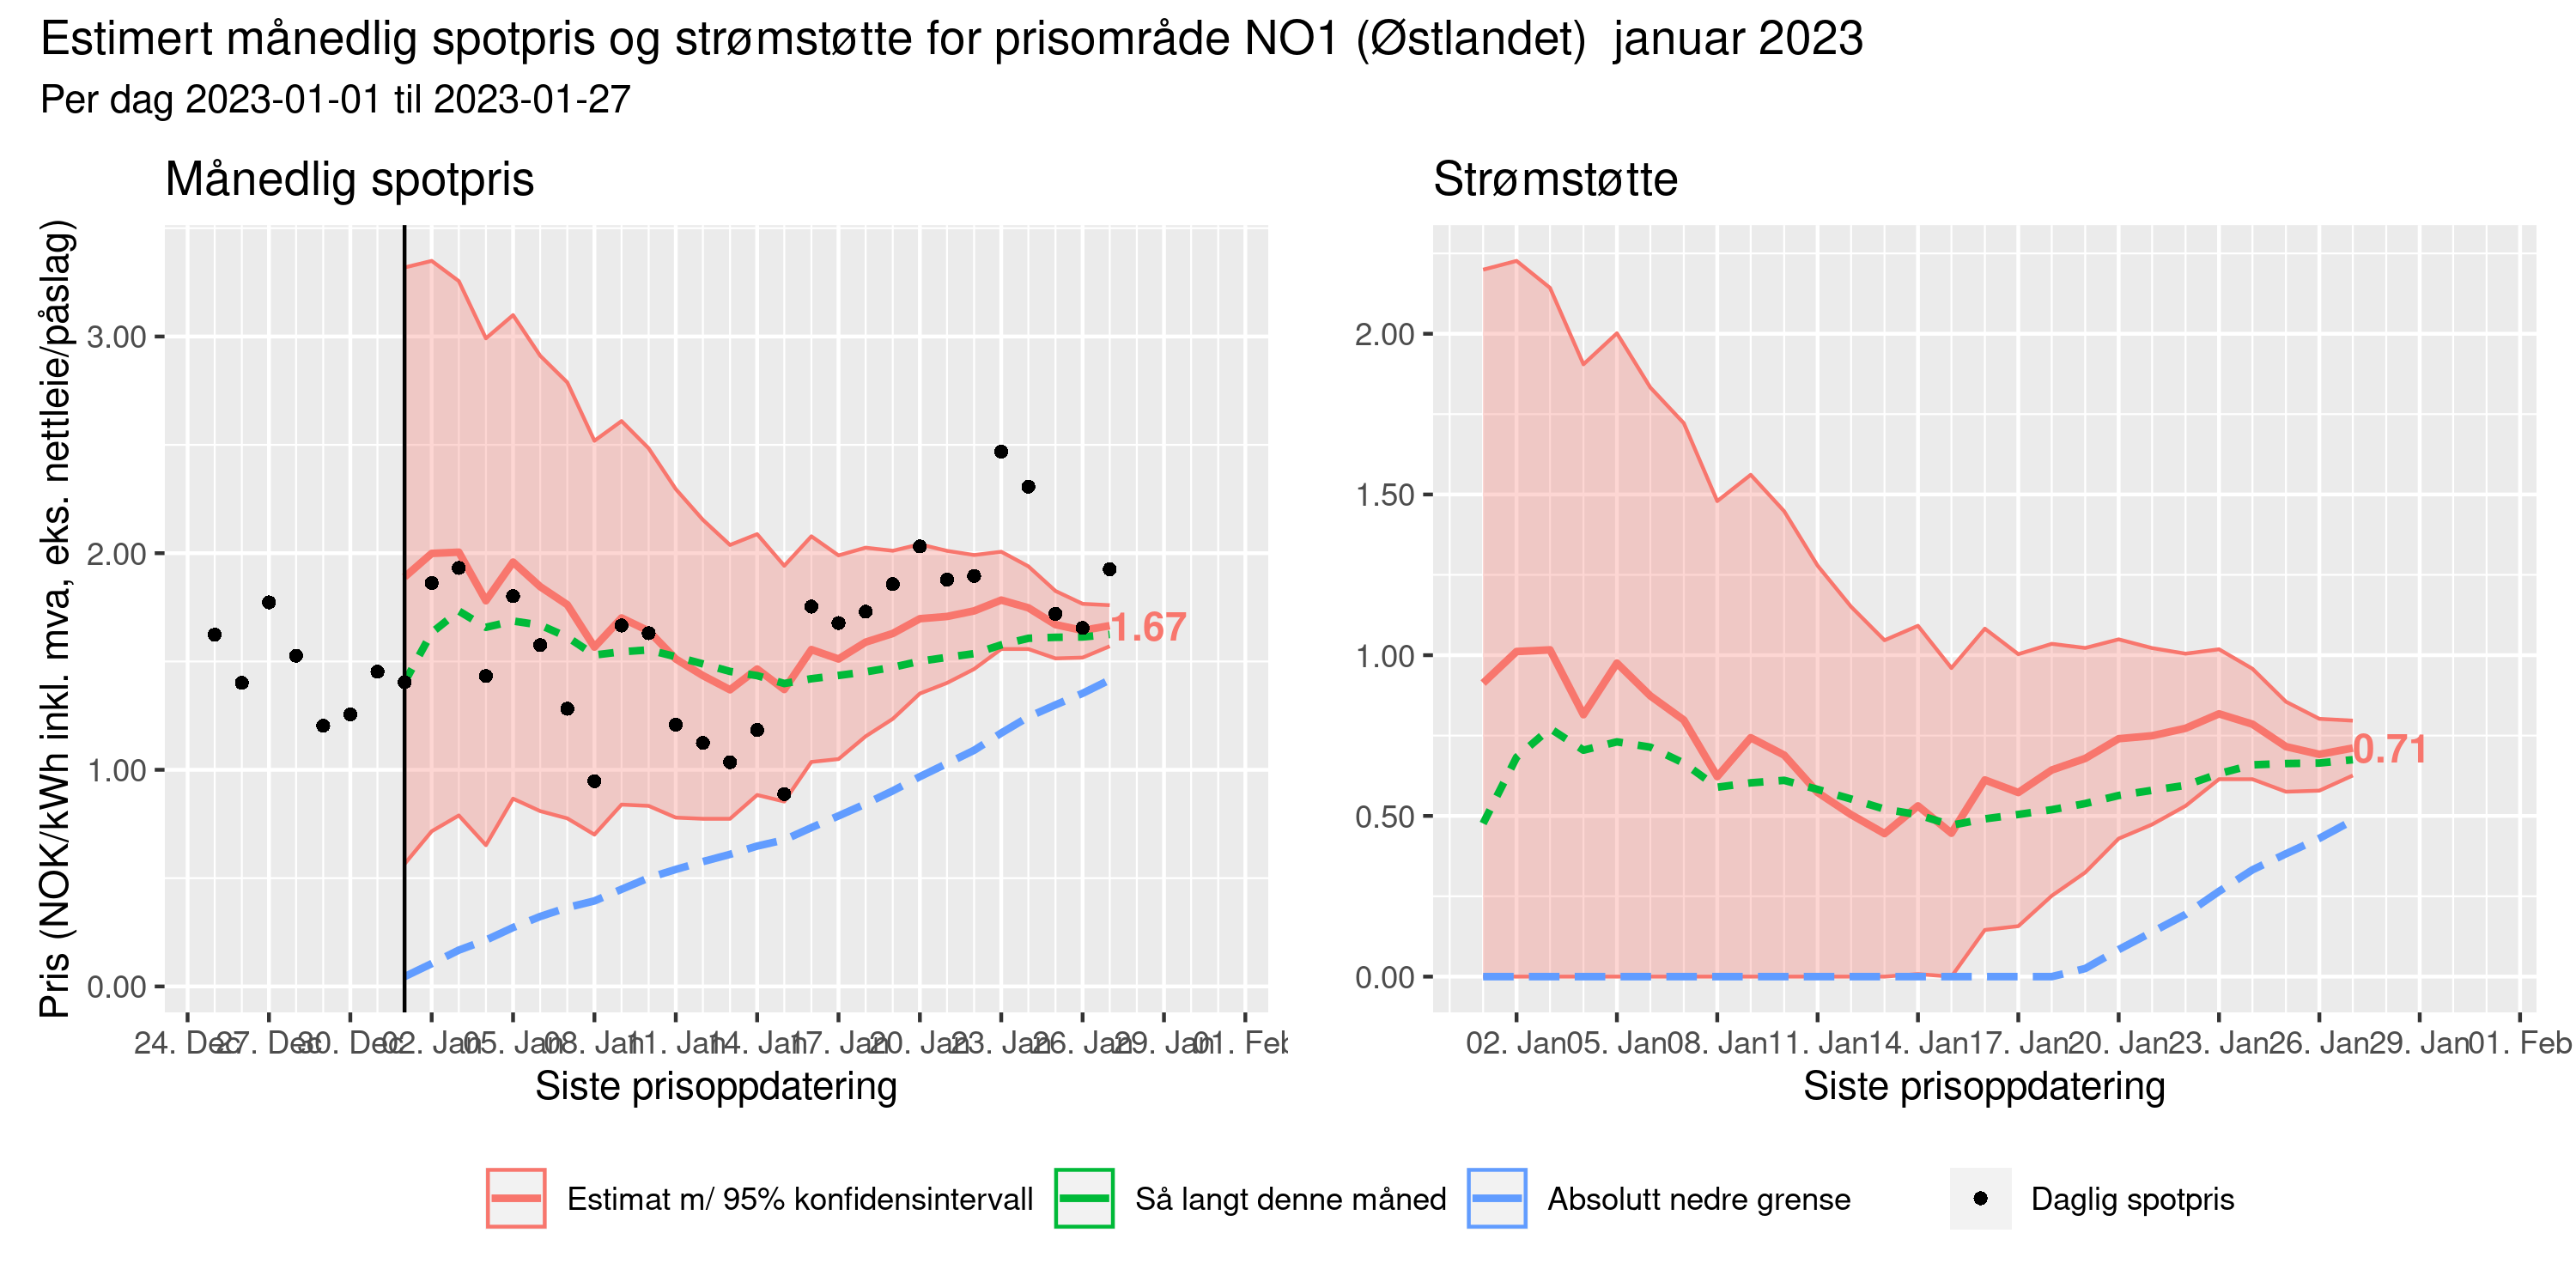 Estimert månedlig spotpris og strømstøtte for prisområde NO1 (Østlandet)  januar 2023
Per dag 2023-01-01 til 2023-01-27
Månedlig spotpris
Pris (NOK/kWh inkl. mva, eks. nettleie/påslag)
3.00
2.00
1.00
0.00
1.67
24. Dec 27. Dec 30. Dec 02. Jan 05. Jan 08. Jan 11. Jan 14. Jan 17. Jan 20. Jan 23. Jan 26. Jan 29. Jan 01. Feb
Siste prisoppdatering
Strømstøtte
2.00
1.50
1.00
0.50
0.00
0.71
02. Jan 05. Jan 08. Jan 11. Jan 14. Jan 17. Jan 20. Jan 23. Jan 26. Jan 29. Jan 01. Feb
Siste prisoppdatering
Estimat m/ 95% konfidensintervall
Så langt denne måned
Absolutt nedre grense
Daglig spotpris